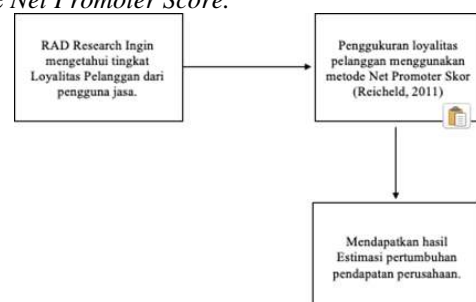 e Net Promoter Score.
RAD Research Ingin
mengetahui tingkat
Loyalitas Pelanggan dari
pengguna jasa.
Penggukuran loyalitas
pelanggan menggunakan
metode Net Promoter Skor
(Reicheld, 2011)
Mendapatkan hasil
Estimasi pertumbuhan
pendapatan perusahaan.